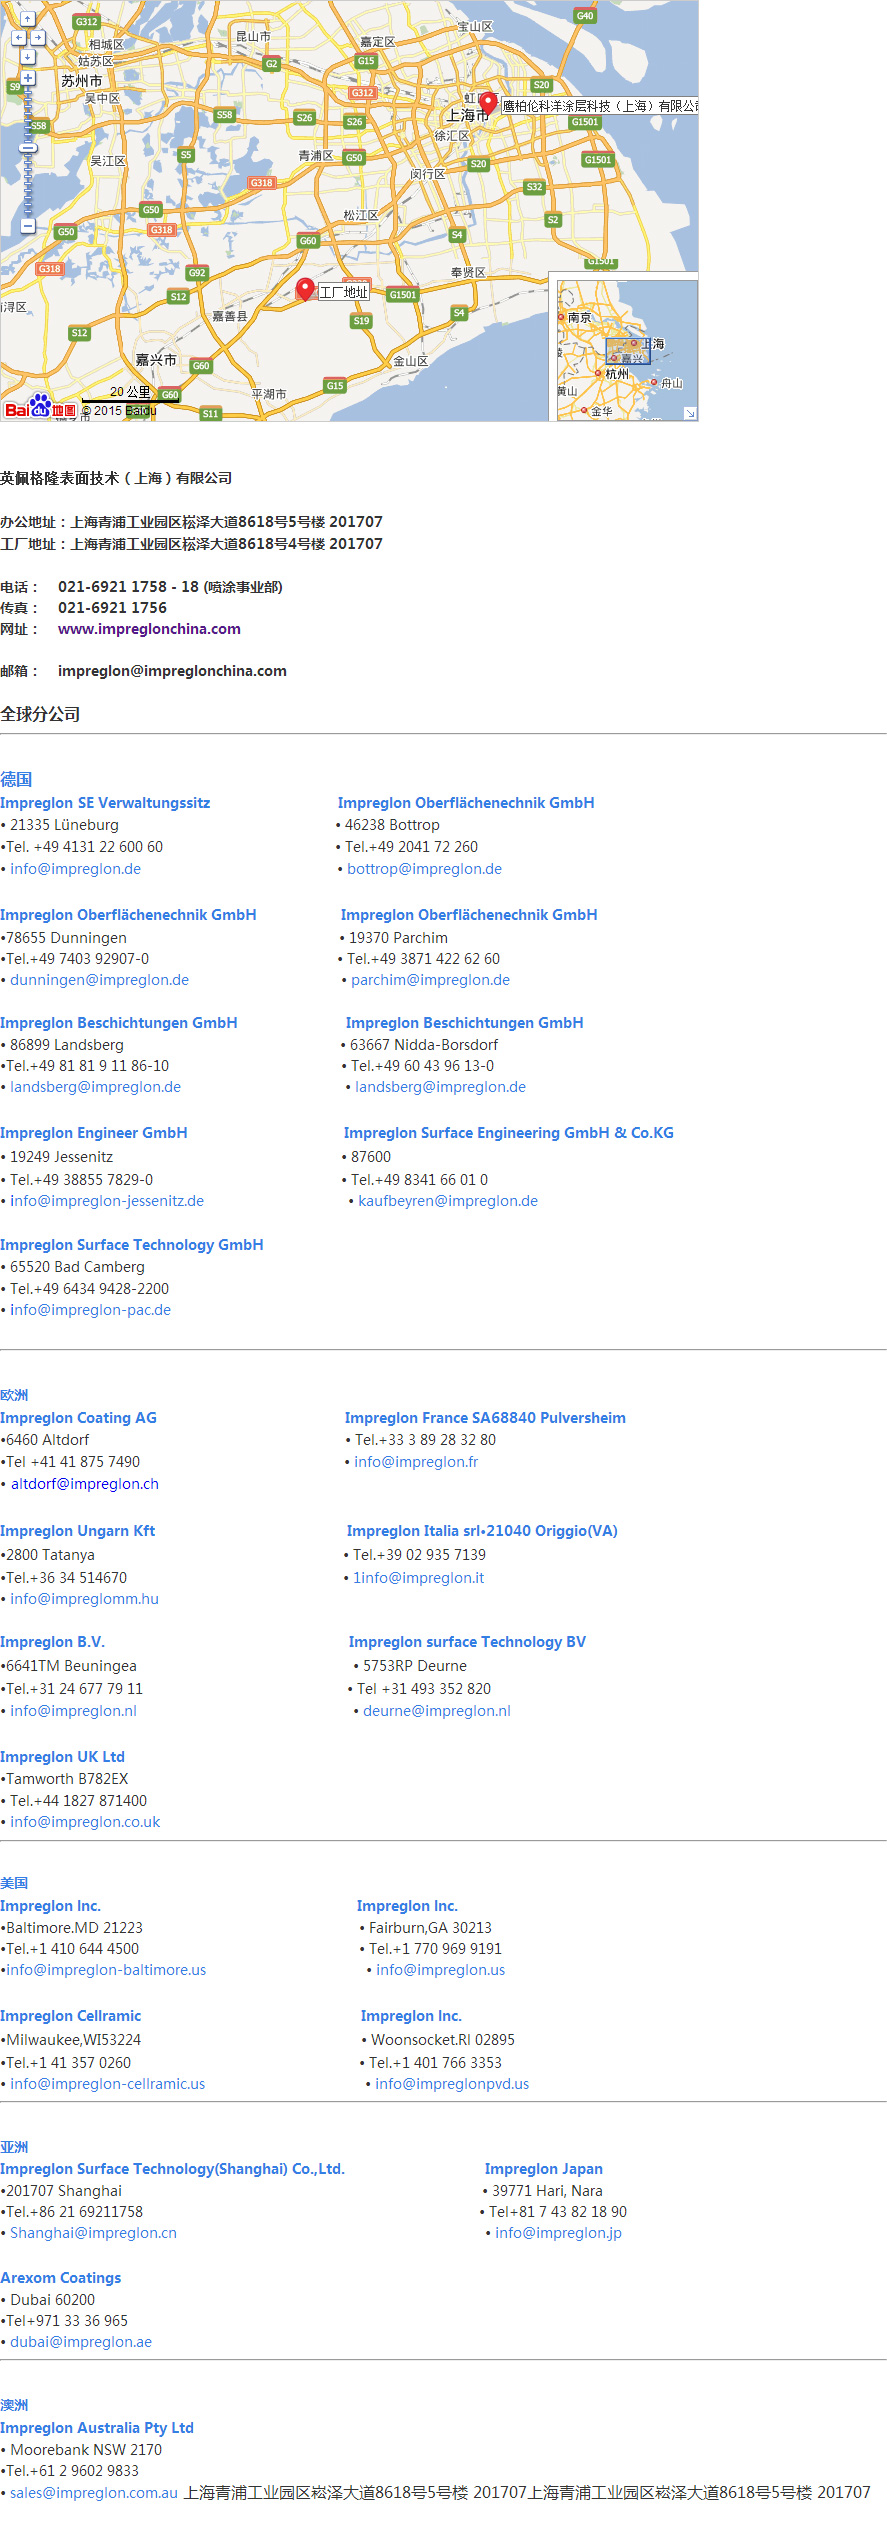 G312
相城区
姑苏区
苏州市
吴中区
昆山市
嘉定区
宝山区
G40
G2
G15
G312
S20
虹口区
鹰柏伦科洋涂层科技（上海）有限公司
上海市
徐汇区
G1501
S58
S58
S26
S26
吴江区
S5
青浦区
G50
闵行区
S20
G1501
G318
S32
G50
松江区
S2
G50
G318
G60
S4
G318
G92
奉贤区
G1501
工厂地址
S12
G1501
嘉善县
S19
S4
S12
嘉兴市
G60
金山区
G15
G60
平湖市
S11
20 公里
Bai du 地图
© 2015 Baidu
南京
上海
嘉兴
杭州
舟山
黄山
金华
英佩格隆表面技术（上海）有限公司
办公地址：上海青浦工业园区崧泽大道8618号5号楼 201707
工厂地址：上海青浦工业园区崧泽大道8618号4号楼 201707
电话： 021-6921 1758 - 18 (喷涂事业部)
传真： 021-6921 1756
网址： www.impreglonchina.com
邮箱： impreglon@impreglonchina.com
全球分公司
德国
Impreglon SE Verwaltungssitz Impreglon Oberflächenechnik GmbH
• 21335 Lüneburg • 46238 Bottrop
•Tel. +49 4131 22 600 60 • Tel.+49 2041 72 260
• info@impreglon.de • bottrop@impreglon.de
Impreglon Oberflächenechnik GmbH Impreglon Oberflächenechnik GmbH
•78655 Dunningen • 19370 Parchim
•Tel.+49 7403 92907-0 • Tel.+49 3871 422 62 60
• dunningen@impreglon.de • parchim@impreglon.de
Impreglon Beschichtungen GmbH Impreglon Beschichtungen GmbH
• 86899 Landsberg • 63667 Nidda-Borsdorf
•Tel.+49 81 81 9 11 86-10 • Tel.+49 60 43 96 13-0
• landsberg@impreglon.de • landsberg@impreglon.de
Impreglon Engineer GmbH Impreglon Surface Engineering GmbH & Co.KG
• 19249 Jessenitz • 87600
• Tel.+49 38855 7829-0 • Tel.+49 8341 66 01 0
• info@impreglon-jessenitz.de • kaufbeyren@impreglon.de
Impreglon Surface Technology GmbH
• 65520 Bad Camberg
• Tel.+49 6434 9428-2200
• info@impreglon-pac.de
欧洲
Impreglon Coating AG Impreglon France SA68840 Pulversheim
•6460 Altdorf • Tel.+33 3 89 28 32 80
•Tel +41 41 875 7490 • info@impreglon.fr
• altdorf@impreglon.ch
Impreglon Ungarn Kft Impreglon Italia srl•21040 Origgio(VA)
•2800 Tatanya • Tel.+39 02 935 7139
•Tel.+36 34 514670 • 1info@impreglon.it
• info@impreglomm.hu
Impreglon B.V. Impreglon surface Technology BV
•6641TM Beuningea • 5753RP Deurne
•Tel.+31 24 677 79 11 • Tel +31 493 352 820
• info@impreglon.nl • deurne@impreglon.nl
Impreglon UK Ltd
•Tamworth B782EX
• Tel.+44 1827 871400
• info@impreglon.co.uk
美国
Impreglon lnc. Impreglon lnc.
•Baltimore.MD 21223 • Fairburn,GA 30213
•Tel.+1 410 644 4500 • Tel.+1 770 969 9191
•info@impreglon-baltimore.us • info@impreglon.us
Impreglon Cellramic Impreglon lnc.
•Milwaukee,WI53224 • Woonsocket.RI 02895
•Tel.+1 41 357 0260 • Tel.+1 401 766 3353
• info@impreglon-cellramic.us • info@impreglonpvd.us
亚洲
Impreglon Surface Technology(Shanghai) Co.,Ltd. Impreglon Japan
•201707 Shanghai • 39771 Hari, Nara
•Tel.+86 21 69211758 • Tel+81 7 43 82 18 90
• Shanghai@impreglon.cn • info@impreglon.jp
Arexom Coatings
• Dubai 60200
•Tel+971 33 36 965
• dubai@impreglon.ae
澳洲
Impreglon Australia Pty Ltd
• Moorebank NSW 2170
•Tel.+61 2 9602 9833
• sales@impreglon.com.au 上海青浦工业园区崧泽大道8618号5号楼 201707上海青浦工业园区崧泽大道8618号5号楼 201707